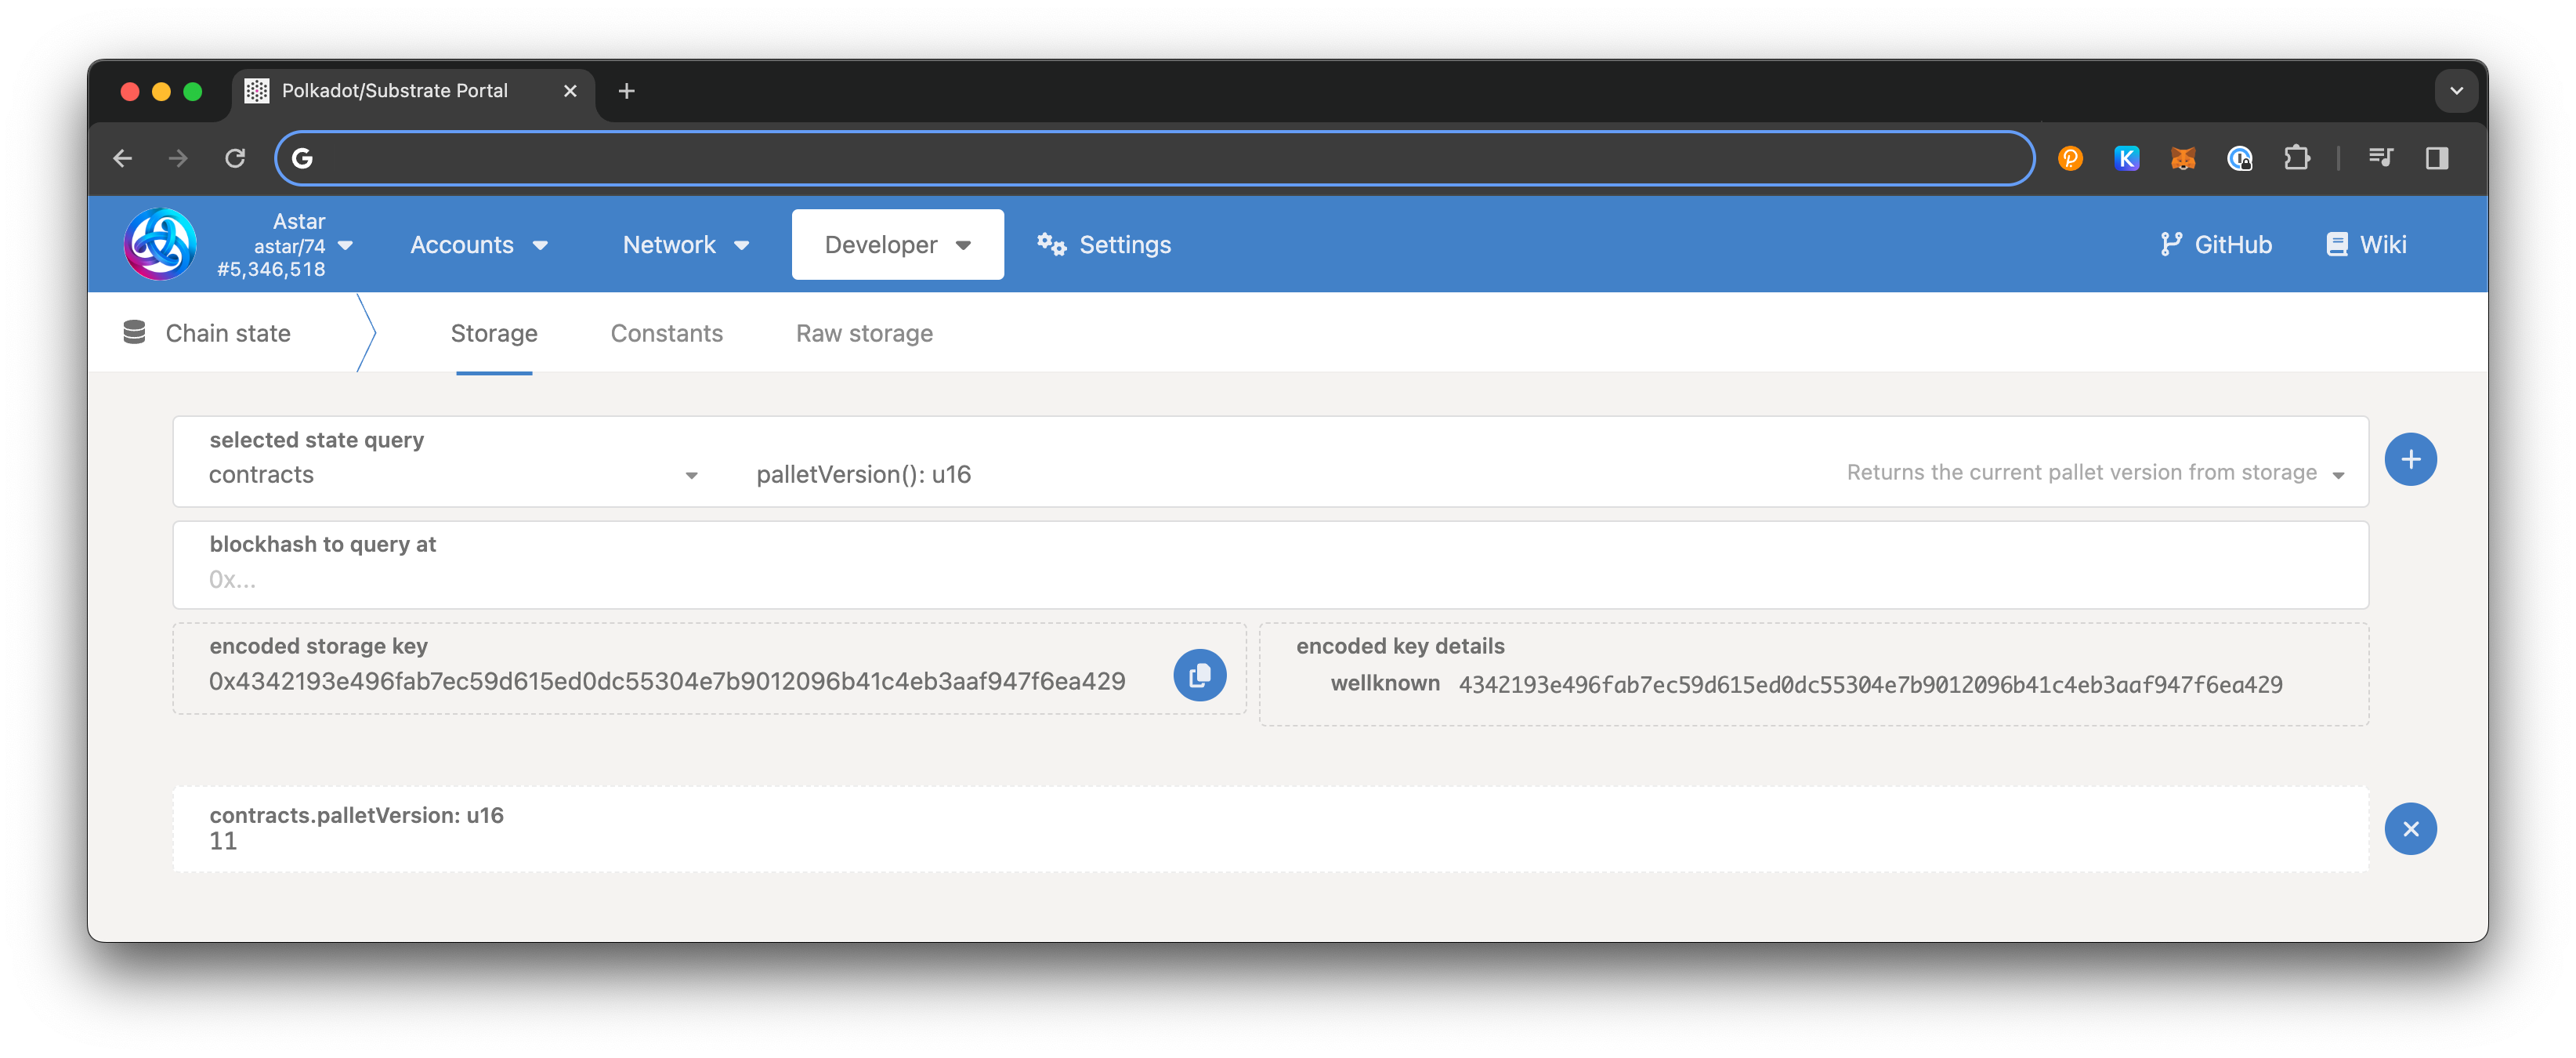 Polkadot/Substrate Portal
Astar
astar/74
#5,346,518
Accounts
Network
Developer
Settings
GitHub
Wiki
Chain state
Storage
Constants
Raw storage
selected state query
contracts
palletVersion(): u16
Returns the current pallet version from storage
blockhash to query at
0x...
encoded storage key
0x4342193e496fab7ec59d615ed0dc55304e7b9012096b41c4eb3aaf947f6ea429
encoded key details
wellknown 4342193e496fab7ec59d615ed0dc55304e7b9012096b41c4eb3aaf947f6ea429
contracts.palletVersion: u16
11